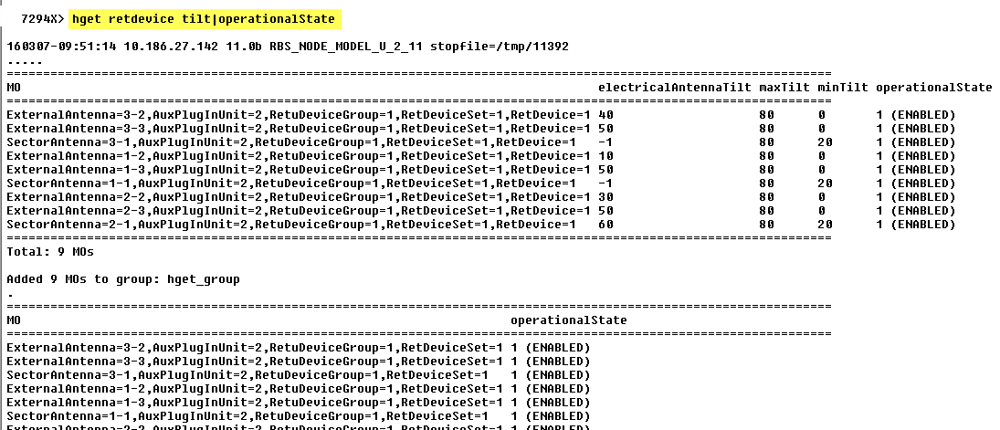 7294X> hget retdevice tilt|operationalState
160307-09:51:14 10.186.27.142 11.0b RBS_NODE_MODEL_U_2_11 stopfile=/tmp/11392
.....
=================================================================================================================
MO electricalAntennaTilt maxTilt minTilt operationalState
=================================================================================================================
ExternalAntenna=3-2,AuxPlugInUnit=2,RetuDeviceGroup=1,RetDeviceSet=1,RetDevice=1 40 80 0 1 (ENABLED)
ExternalAntenna=3-3,AuxPlugInUnit=2,RetuDeviceGroup=1,RetDeviceSet=1,RetDevice=1 50 80 0 1 (ENABLED)
SectorAntenna=3-1,AuxPlugInUnit=2,RetuDeviceGroup=1,RetDeviceSet=1,RetDevice=1 -1 80 20 1 (ENABLED)
ExternalAntenna=1-2,AuxPlugInUnit=2,RetuDeviceGroup=1,RetDeviceSet=1,RetDevice=1 10 80 0 1 (ENABLED)
ExternalAntenna=1-3,AuxPlugInUnit=2,RetuDeviceGroup=1,RetDeviceSet=1,RetDevice=1 50 80 0 1 (ENABLED)
SectorAntenna=1-1,AuxPlugInUnit=2,RetuDeviceGroup=1,RetDeviceSet=1,RetDevice=1 -1 80 20 1 (ENABLED)
ExternalAntenna=2-2,AuxPlugInUnit=2,RetuDeviceGroup=1,RetDeviceSet=1,RetDevice=1 30 80 0 1 (ENABLED)
ExternalAntenna=2-3,AuxPlugInUnit=2,RetuDeviceGroup=1,RetDeviceSet=1,RetDevice=1 50 80 0 1 (ENABLED)
SectorAntenna=2-1,AuxPlugInUnit=2,RetuDeviceGroup=1,RetDeviceSet=1,RetDevice=1 60 80 20 1 (ENABLED)
=================================================================================================================
Total: 9 MOs
Added 9 MOs to group: hget_group
.
=================================================================================================================
MO operationalState
=================================================================================================================
ExternalAntenna=3-2,AuxPlugInUnit=2,RetuDeviceGroup=1,RetDeviceSet=1 1 (ENABLED)
ExternalAntenna=3-3,AuxPlugInUnit=2,RetuDeviceGroup=1,RetDeviceSet=1 1 (ENABLED)
SectorAntenna=3-1,AuxPlugInUnit=2,RetuDeviceGroup=1,RetDeviceSet=1 1 (ENABLED)
ExternalAntenna=1-2,AuxPlugInUnit=2,RetuDeviceGroup=1,RetDeviceSet=1 1 (ENABLED)
ExternalAntenna=1-3,AuxPlugInUnit=2,RetuDeviceGroup=1,RetDeviceSet=1 1 (ENABLED)
SectorAntenna=1-1,AuxPlugInUnit=2,RetuDeviceGroup=1,RetDeviceSet=1 1 (ENABLED)